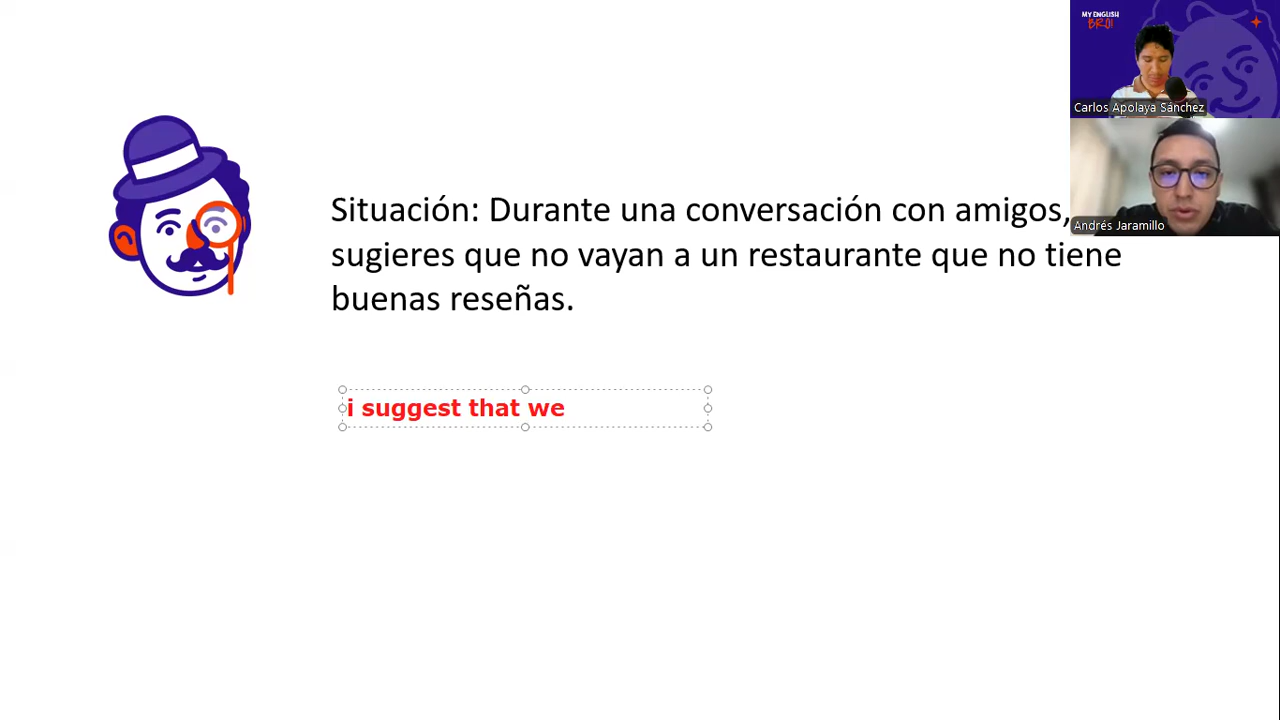 MY ENGLISH
BRO!
Carlos Apolaya Sánchez
Andrés Jaramillo
Situación: Durante una conversación con amigos,
sugieres que no vayan a un restaurante que no tiene
buenas reseñas.
i suggest that we